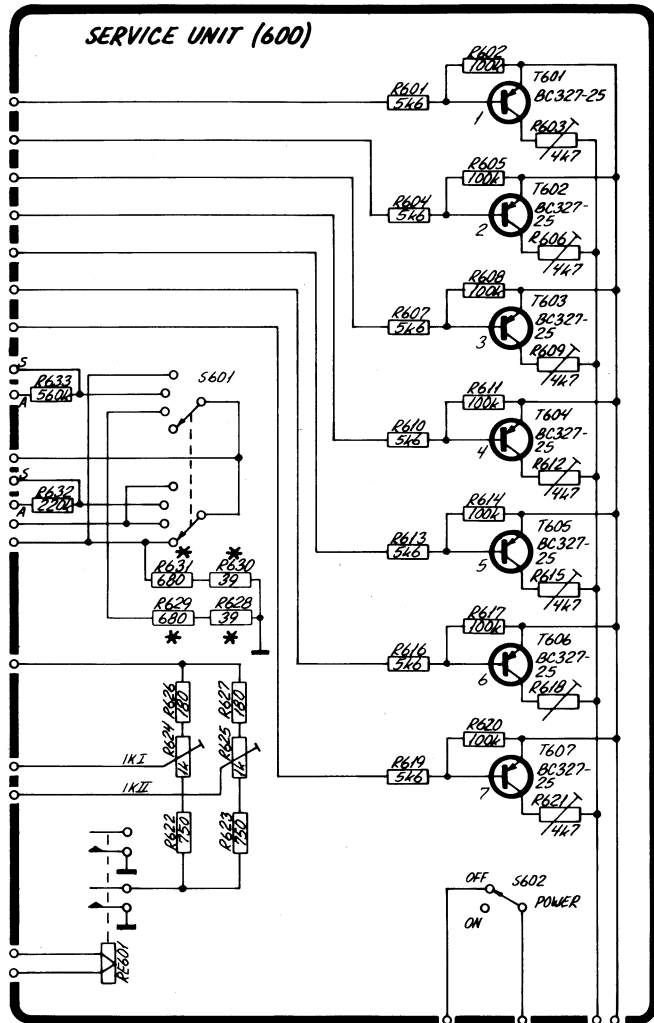 SERVICE UNIT (600)
R602
100k
T601
BC327-25
R601
5k6
1
R603
4k7
R605
100k
T602
BC327-
25
R604
5k6
2
R606
4k7
R608
100k
T603
BC327-
25
R607
5k6
3
R609
4k7
S
R633
560k
A
S601
R611
100k
T604
BC327-
25
R610
5k6
4
R612
4k7
S
R632
220k
A
R614
100k
T605
BC327-
25
R613
5k6
5
R615
4k7
* *
R631 R630
680 39
R629 R628
680 39
* *
R617
100k
T606
BC327-
25
R616
5k6
6
R618
R626
180
R627
180
R624
1k
R625
1k
1KI
1KII
R620
100k
T607
BC327-
25
R619
5k6
7
R621
4k7
R622
750
R623
750
OFF S602
POWER
ON
RE601